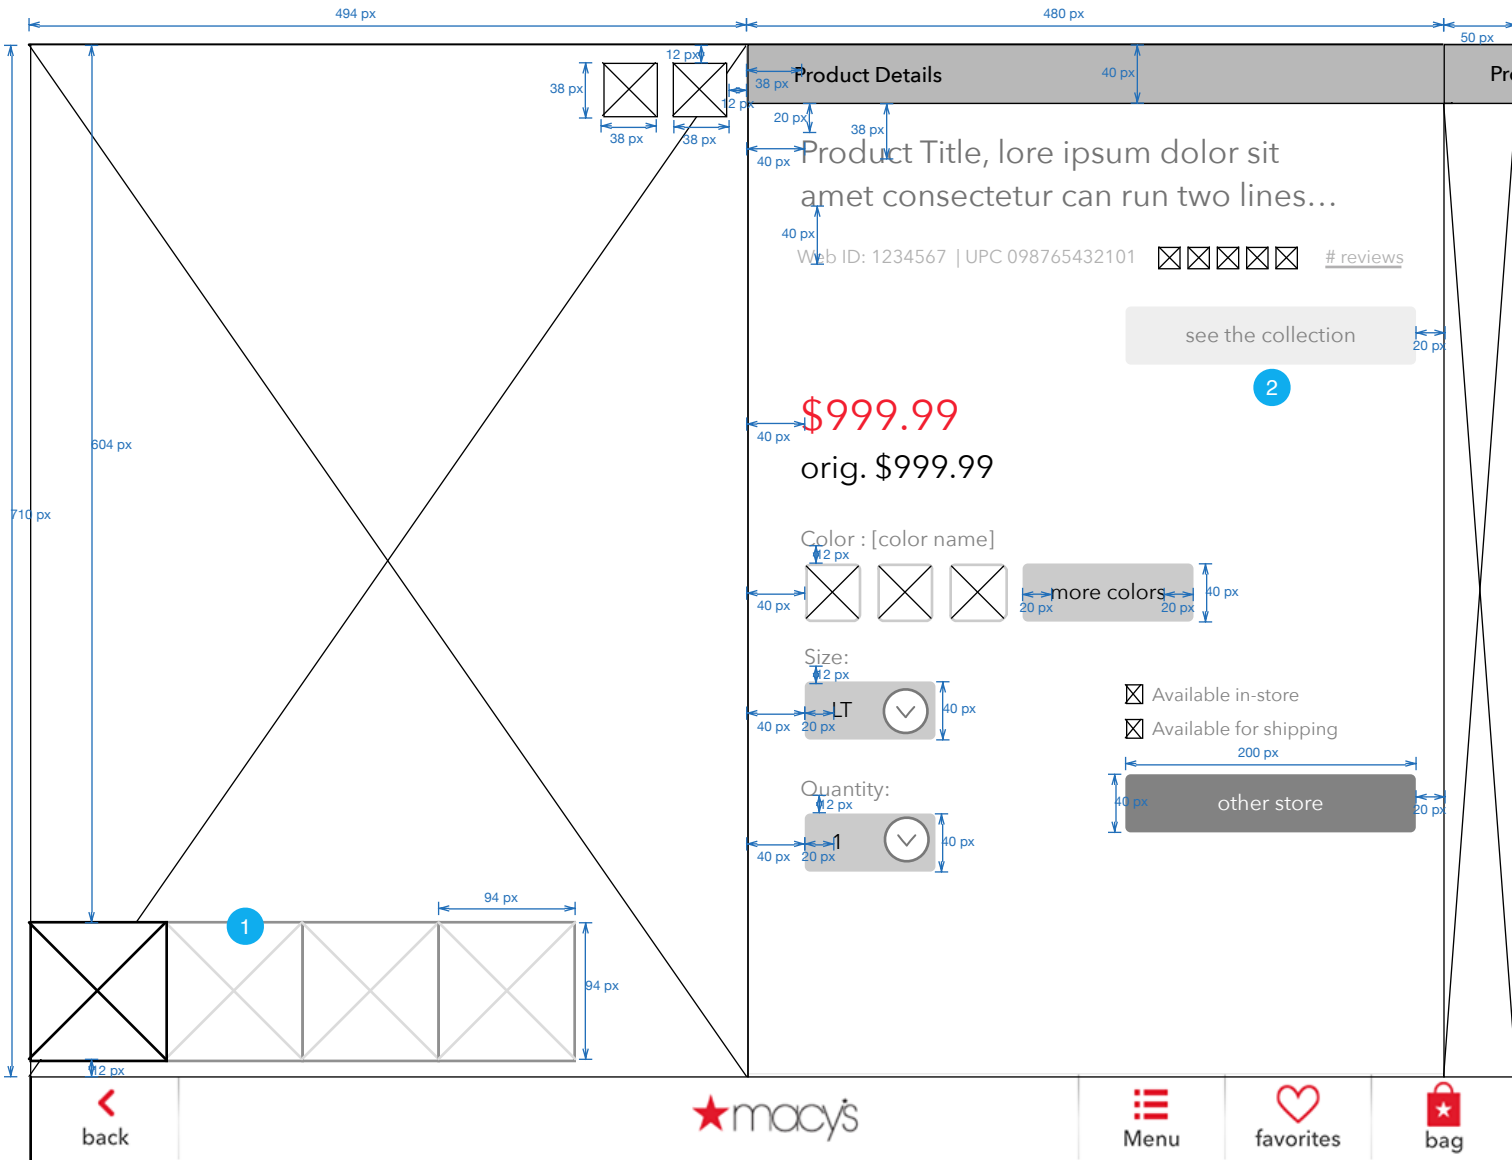 494 px
480 px
50 px
12 px
38 px
38 px
38 px
12 px
38 px
Product Details
40 px
20 px
38 px
40 px
Product Title, lore ipsum dolor sit
amet consectetur can run two lines...
40 px
Web ID: 1234567 | UPC 098765432101
# reviews
see the collection
20 px
2
$999.99
40 px
604 px
orig. $999.99
710 px
Color : [color name]
12 px
more colors
40 px
20 px
20 px
40 px
Size:
12 px
LT
40 px
20 px
40 px
Available in-store
Available for shipping
200 px
Quantity:
12 px
40 px
other store
20 px
1
40 px
20 px
40 px
94 px
1
94 px
12 px
back
macy's
Menu
favorites
bag